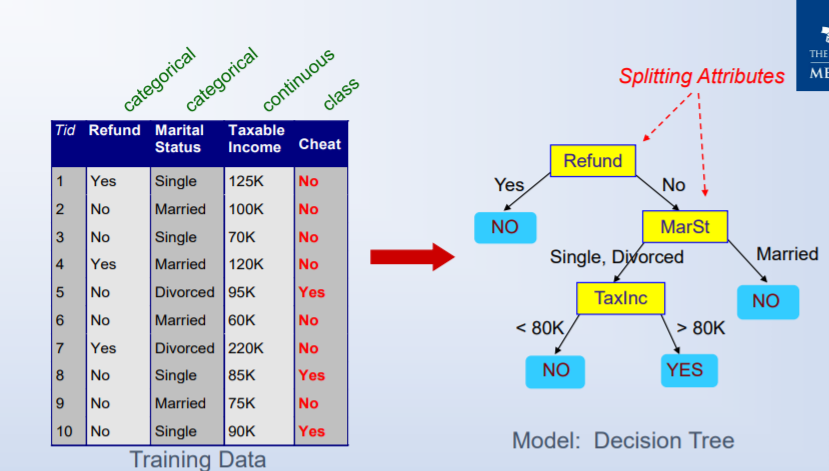 categorical
categorical
continuous
class
Tid Refund Marital Status Taxable Income Cheat
1 Yes Single 125K No
2 No Married 100K No
3 No Single 70K No
4 Yes Married 120K No
5 No Divorced 95K Yes
6 No Married 60K No
7 Yes Divorced 220K No
8 No Single 85K Yes
9 No Married 75K No
10 No Single 90K Yes
Training Data
THE
ME
Splitting Attributes
Refund
Yes No
NO MarSt
Single, Divorced Married
TaxInc NO
< 80K > 80K
NO YES
Model: Decision Tree